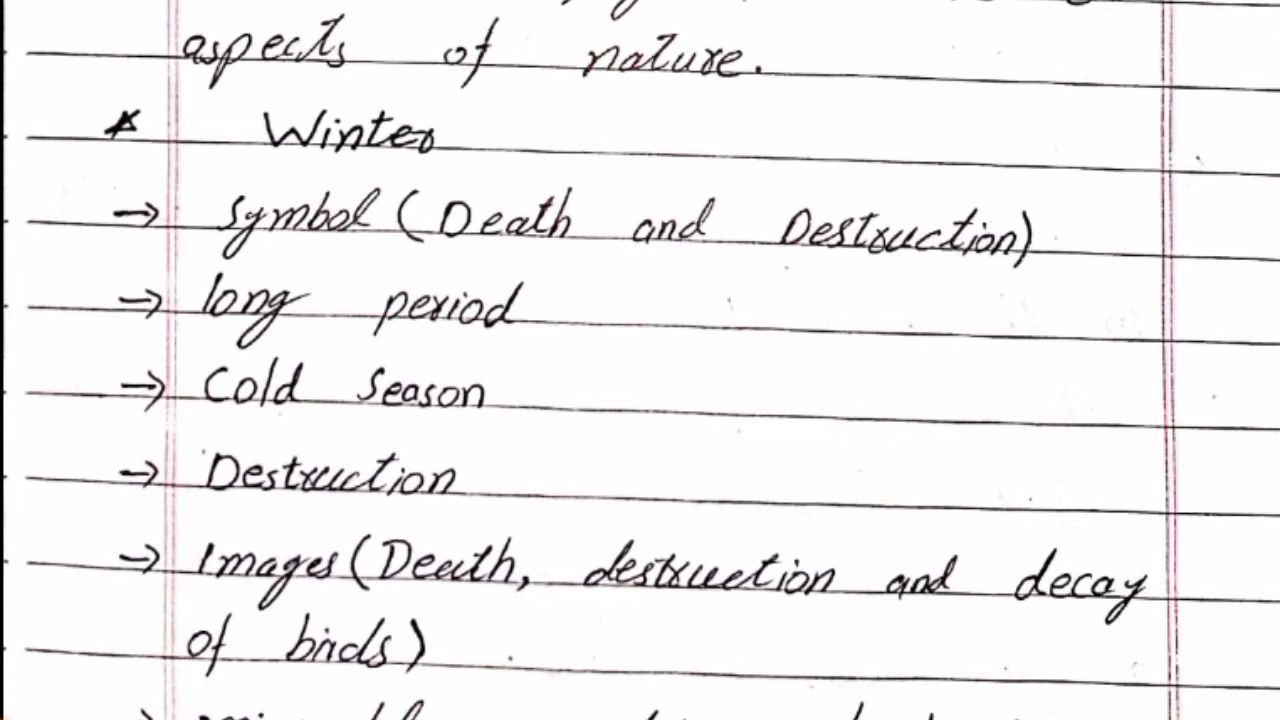 aspects of nature.
* Winter
→ Symbol (Death and Destruction)
→ long period
→ Cold Season
→ Destruction
→ Images (Death, destruction and decay
of birds)